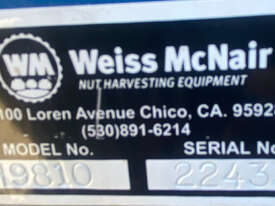 WM
Weiss McNair
NUT HARVESTING EQUIPMENT
100 Loren Avenue Chico, CA. 9592
(530)891-6214
MODEL No. SERIAL No
9810 2243